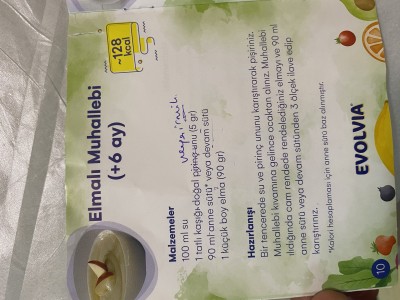 ~128
kcal
Elmalı Muhallebi
(+6 ay)
Malzemeler
100 ml su
1 tatlı kaşığı doğal pirinç unu (5 gr)
veya irmik
90 ml anne sütü* veya devam sütü
1 küçük boy elma (90 gr)
Hazırlanışı
Bir tencerede su ve pirinç ununu karıştırarak pişiriniz.
Muhallebi kıvamına gelince ocaktan alınız. Muhallebi
ılıdığında cam rendede rendelediğiniz elmayı ve 90 ml
anne sütü veya devam sütünden 3 ölçek ilave edip
karıştırınız.
*Kalori hesaplaması için anne sütü baz alınmıştır.
EVOLVIA
10